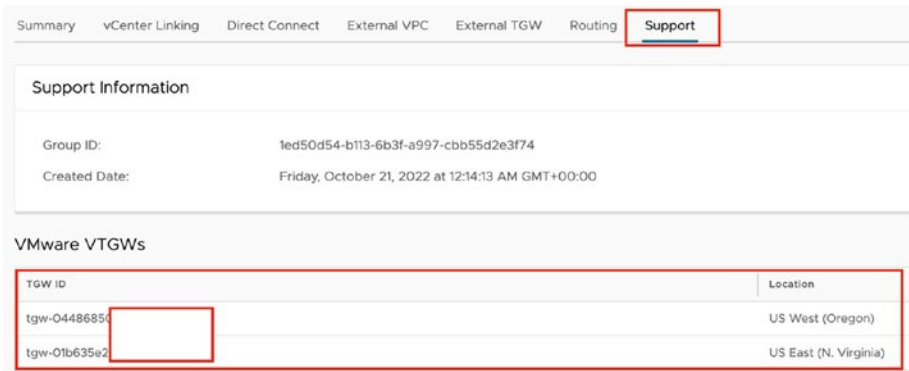 Summary vCenter Linking Direct Connect External VPC External TGW Routing Support
Support Information
Group ID: 1ed50d54-b113-6b3f-a997-cbb55d2e3f74
Created Date: Friday, October 21, 2022 at 12:14:13 AM GMT+00:00
VMware VTGWs
TGW ID Location
tgw-04486850 US West (Oregon)
tgw-01b635e2 US East (N. Virginia)